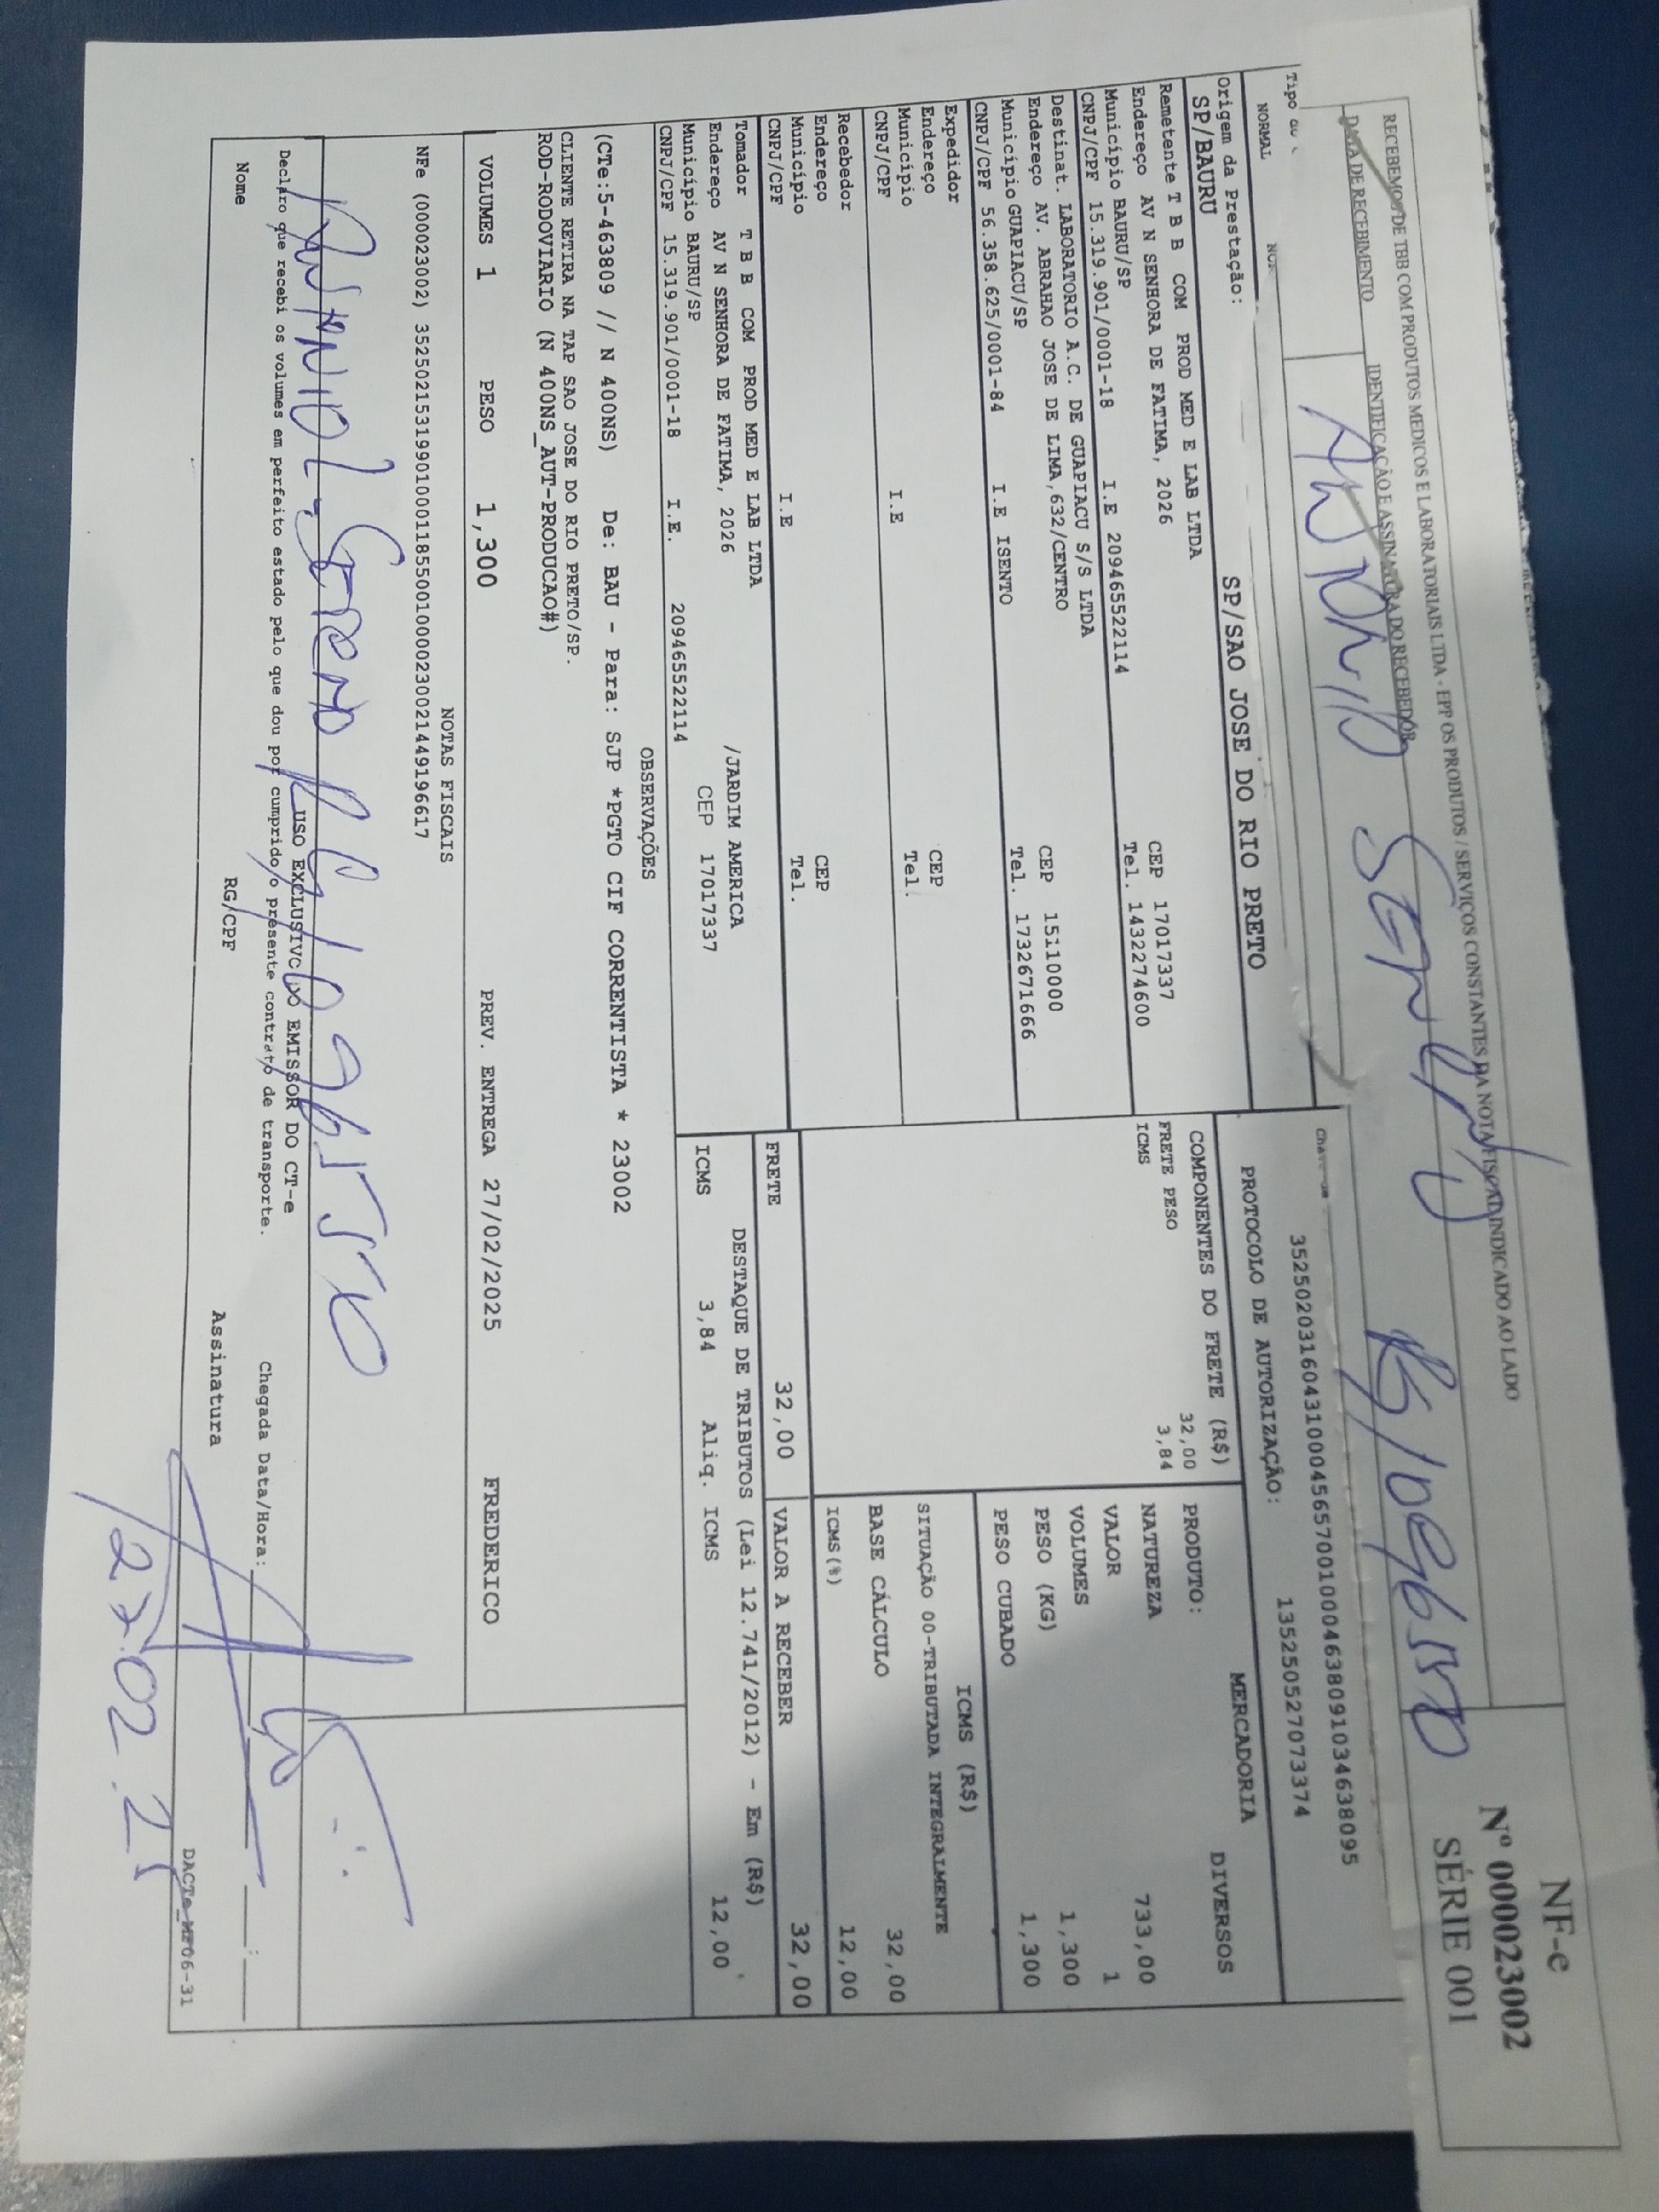 RECEBEMOS DE TBB COM PRODUTOS MEDICOS E LABORATORIAIS LTDA - EPP OS PRODUTOS / SERVIÇOS CONSTANTES DA NOTA FISCAL INDICADO AO LADO
DATA DE RECEBIMENTO
IDENTIFICAÇÃO E ASSINATURA DO RECEBEDOR
NF-e
Nº 000023002
SÉRIE 001
Tipo do
NORMAL
35250203160431000456570010004638091034638095
PROTOCOLO DE AUTORIZAÇÃO: 135250527073374
Origem da Prestação:
SP/BAURU
SP/SAO JOSE DO RIO PRETO
Remetente T B B COM PROD MED E LAB LTDA
Endereço AV N SENHORA DE FATIMA, 2026 CEP 17017337
Município BAURU/SP Tel. 1432274600
CNPJ/CPF 15.319.901/0001-18 I.E 209465522114
Destinat. LABORATORIO A.C. DE GUAPIACU S/S LTDA
Endereço AV. ABRAHAO JOSE DE LIMA,632/CENTRO CEP 15110000
Município GUAPIACU/SP Tel. 1732671666
CNPJ/CPF 56.358.625/0001-84 I.E ISENTO
Expedidor
Endereço CEP
Município Tel.
CNPJ/CPF I.E
Recebedor
Endereço CEP
Município Tel.
CNPJ/CPF I.E
Tomador T B B COM PROD MED E LAB LTDA
Endereço AV N SENHORA DE FATIMA, 2026 /JARDIM AMERICA
Município BAURU/SP CEP 17017337
CNPJ/CPF 15.319.901/0001-18 I.E. 209465522114
COMPONENTES DO FRETE (R$)
FRETE PESO 32,00
ICMS 3,84
MERCADORIA
PRODUTO: DIVERSOS
NATUREZA
VALOR 733,00
VOLUMES 1
PESO (KG) 1,300
PESO CUBADO 1,300
ICMS (R$)
SITUAÇÃO 00-TRIBUTADA INTEGRALMENTE
BASE CÁLCULO 32,00
ICMS(%) 12,00
FRETE 32,00
VALOR A RECEBER 32,00
DESTAQUE DE TRIBUTOS (Lei 12.741/2012) - Em (R$)
ICMS 3,84 Aliq. ICMS 12,00
OBSERVAÇÕES
(CTe:5-463809 // N 400NS) De: BAU - Para: SJP *PGTO CIF CORRENTISTA * 23002
CLIENTE RETIRA NA TAP SAO JOSE DO RIO PRETO/SP.
ROD-RODOVIARIO (N 400NS_AUT-PRODUCAO#)
VOLUMES 1 PESO 1,300 PREV. ENTREGA 27/02/2025 FREDERICO
NOTAS FISCAIS
NFe (000023002) 35250215319901000118550010000230021449196617
USO EXCLUSIVO DO EMISSOR DO CT-e
Declaro que recebi os volumes em perfeito estado pelo que dou por cumprido o presente contrato de transporte.
Chegada Data/Hora:
Nome RG/CPF Assinatura
27.02.25
DACTe_MF06-31